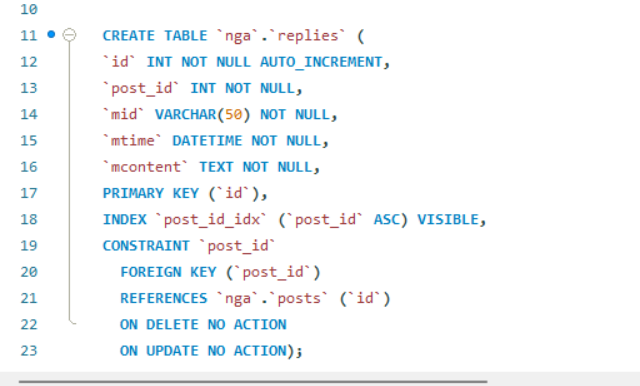 10
11 CREATE TABLE `nga`.`replies` (
12 `id` INT NOT NULL AUTO_INCREMENT,
13 `post_id` INT NOT NULL,
14 `mid` VARCHAR(50) NOT NULL,
15 `mtime` DATETIME NOT NULL,
16 `mcontent` TEXT NOT NULL,
17 PRIMARY KEY (`id`),
18 INDEX `post_id_idx` (`post_id` ASC) VISIBLE,
19 CONSTRAINT `post_id`
20 FOREIGN KEY (`post_id`)
21 REFERENCES `nga`.`posts` (`id`)
22 ON DELETE NO ACTION
23 ON UPDATE NO ACTION);